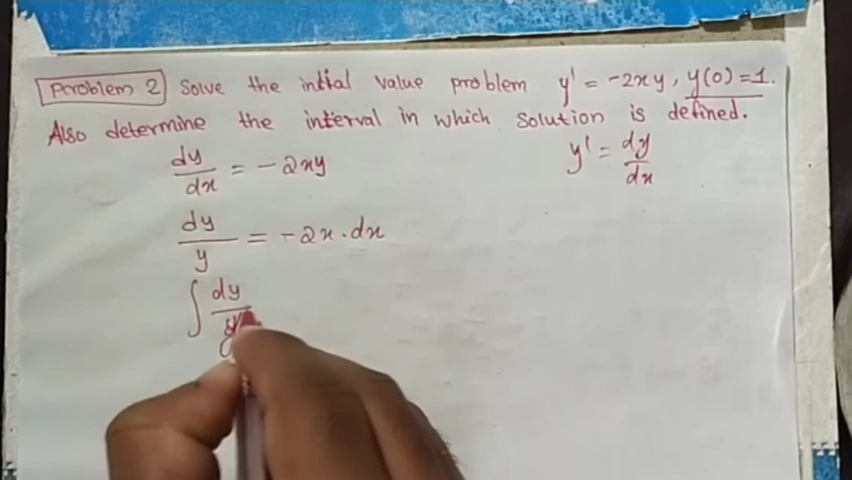 Problem 2 Solve the intial value problem y' = -2xy, y(0)=1.
Also determine the interval in which solution is defined.
dy/dx = -2xy
y' = dy/dx
dy/y = -2x.dx
∫ dy/y